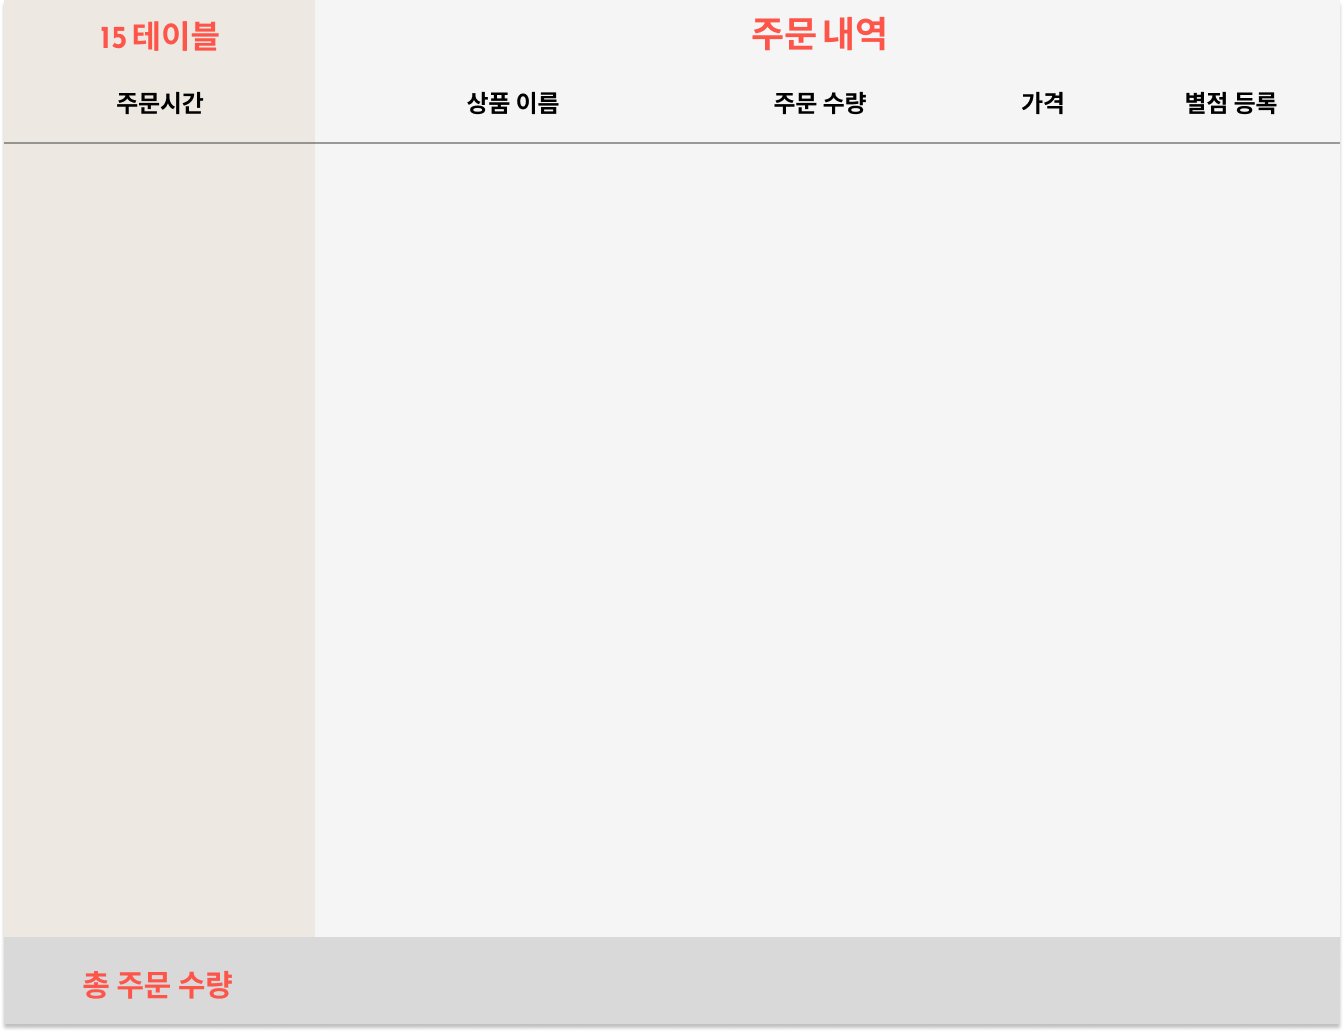 15 테이블
주문 내역
주문시간
상품 이름
주문 수량
가격
별점 등록
총 주문 수량